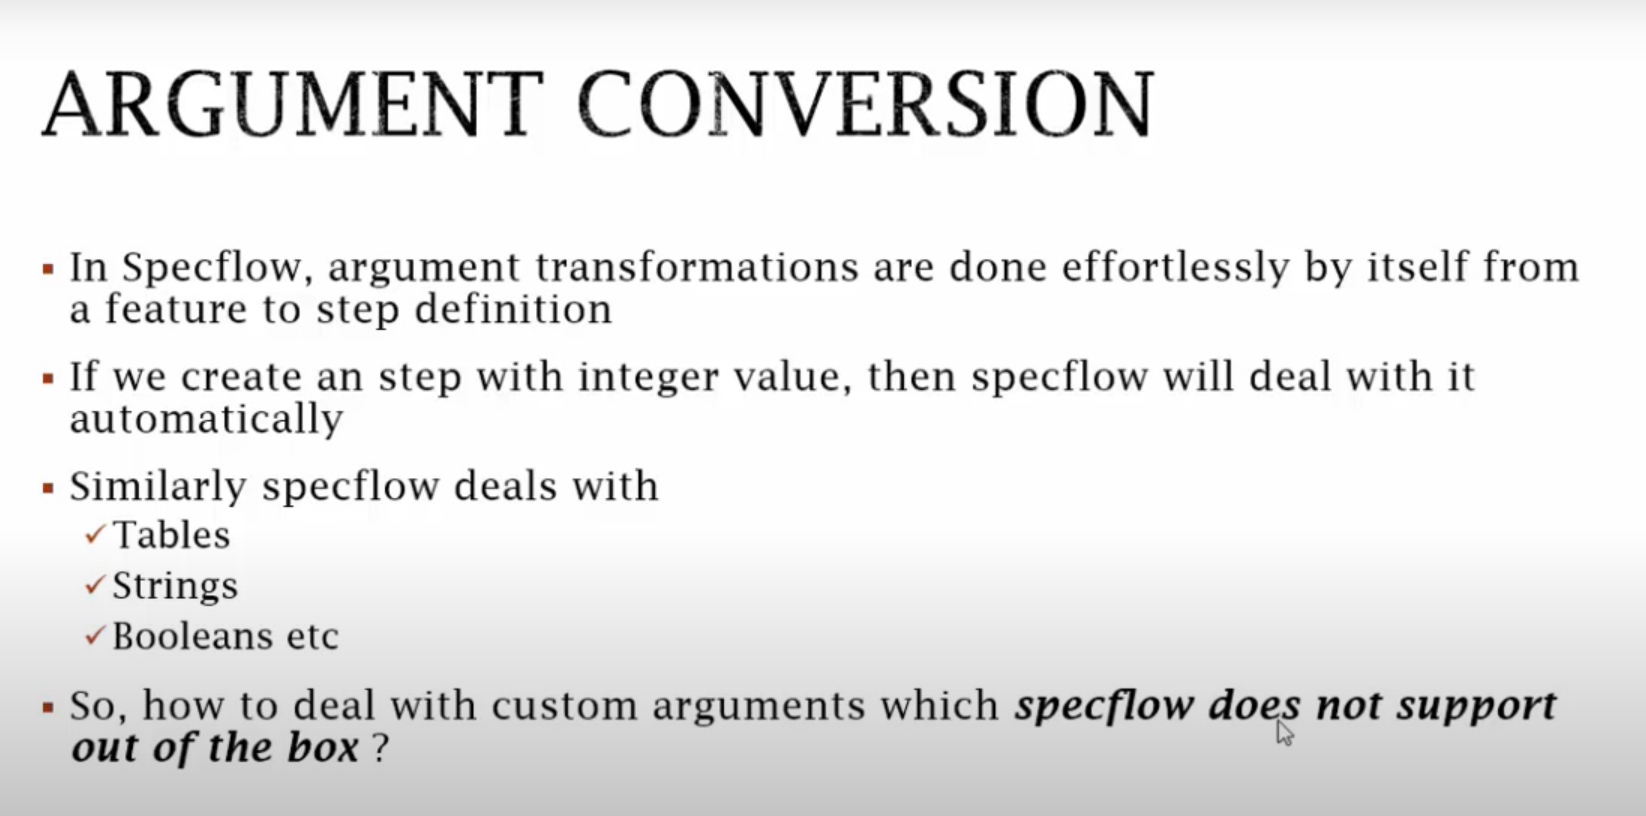 ARGUMENT CONVERSION
In Specflow, argument transformations are done effortlessly by itself from
a feature to step definition
If we create an step with integer value, then specflow will deal with it
automatically
Similarly specflow deals with
Tables
Strings
Booleans etc
So, how to deal with custom arguments which specflow does not support
out of the box ?